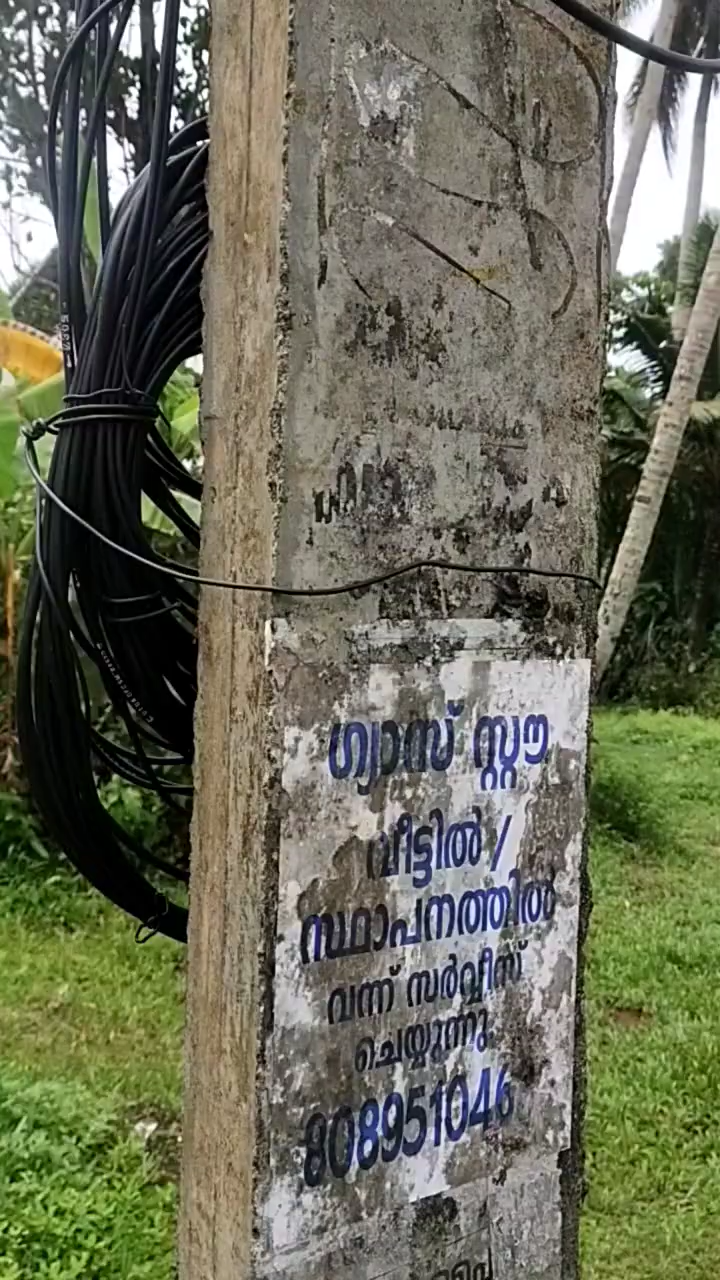 ഗ്യാസ് സ്റ്റൗ
വീട്ടിൽ /
സ്ഥാപനത്തിൽ
വന്ന് സർവ്വീസ്
ചെയ്യുന്നു.
808951046